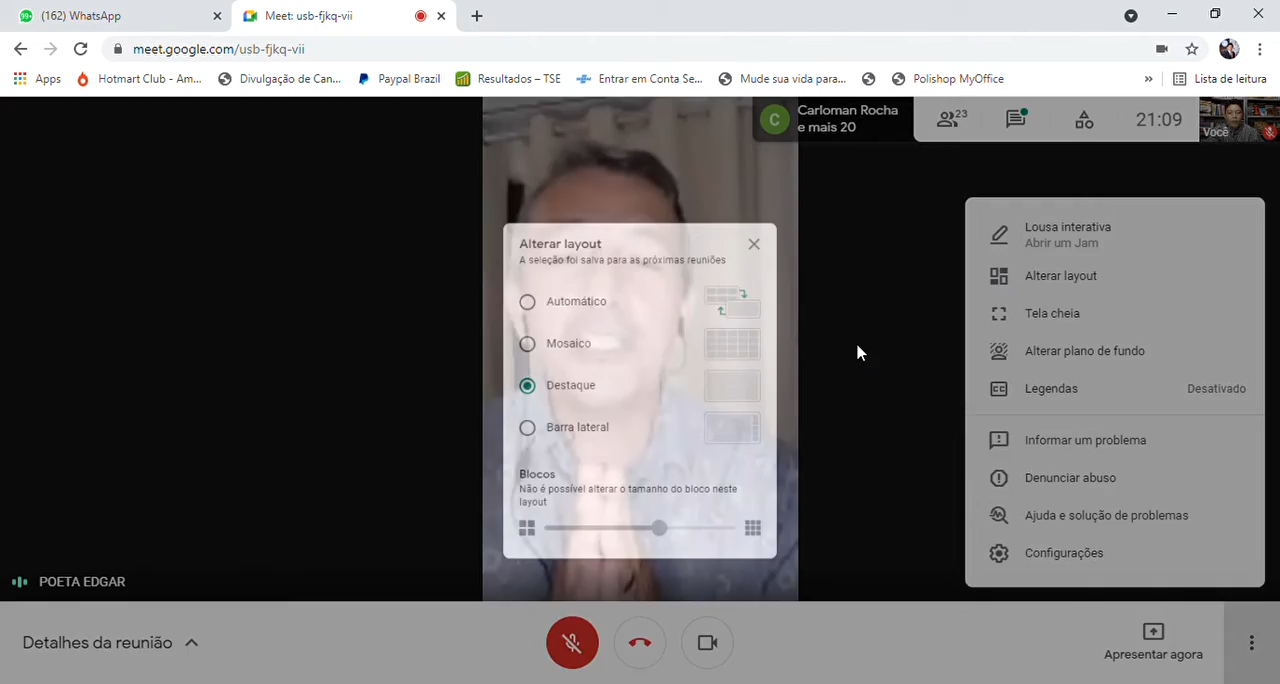 99+
(162) WhatsApp
Meet: usb-fjkq-vii
meet.google.com/usb-fjkq-vii
Apps
Hotmart Club - Am...
Divulgação de Can...
Paypal Brazil
Resultados – TSE
Entrar em Conta Se...
Mude sua vida para...
Polishop MyOffice
»
Lista de leitura
C
Carloman Rocha
e mais 20
23
21:09
Você
Alterar layout
A seleção foi salva para as próximas reuniões
Automático
Mosaico
Destaque
Barra lateral
Blocos
Não é possível alterar o tamanho do bloco neste
layout
Lousa interativa
Abrir um Jam
Alterar layout
Tela cheia
Alterar plano de fundo
CC
Legendas
Desativado
Informar um problema
Denunciar abuso
Ajuda e solução de problemas
Configurações
POETA EDGAR
Detalhes da reunião
Apresentar agora